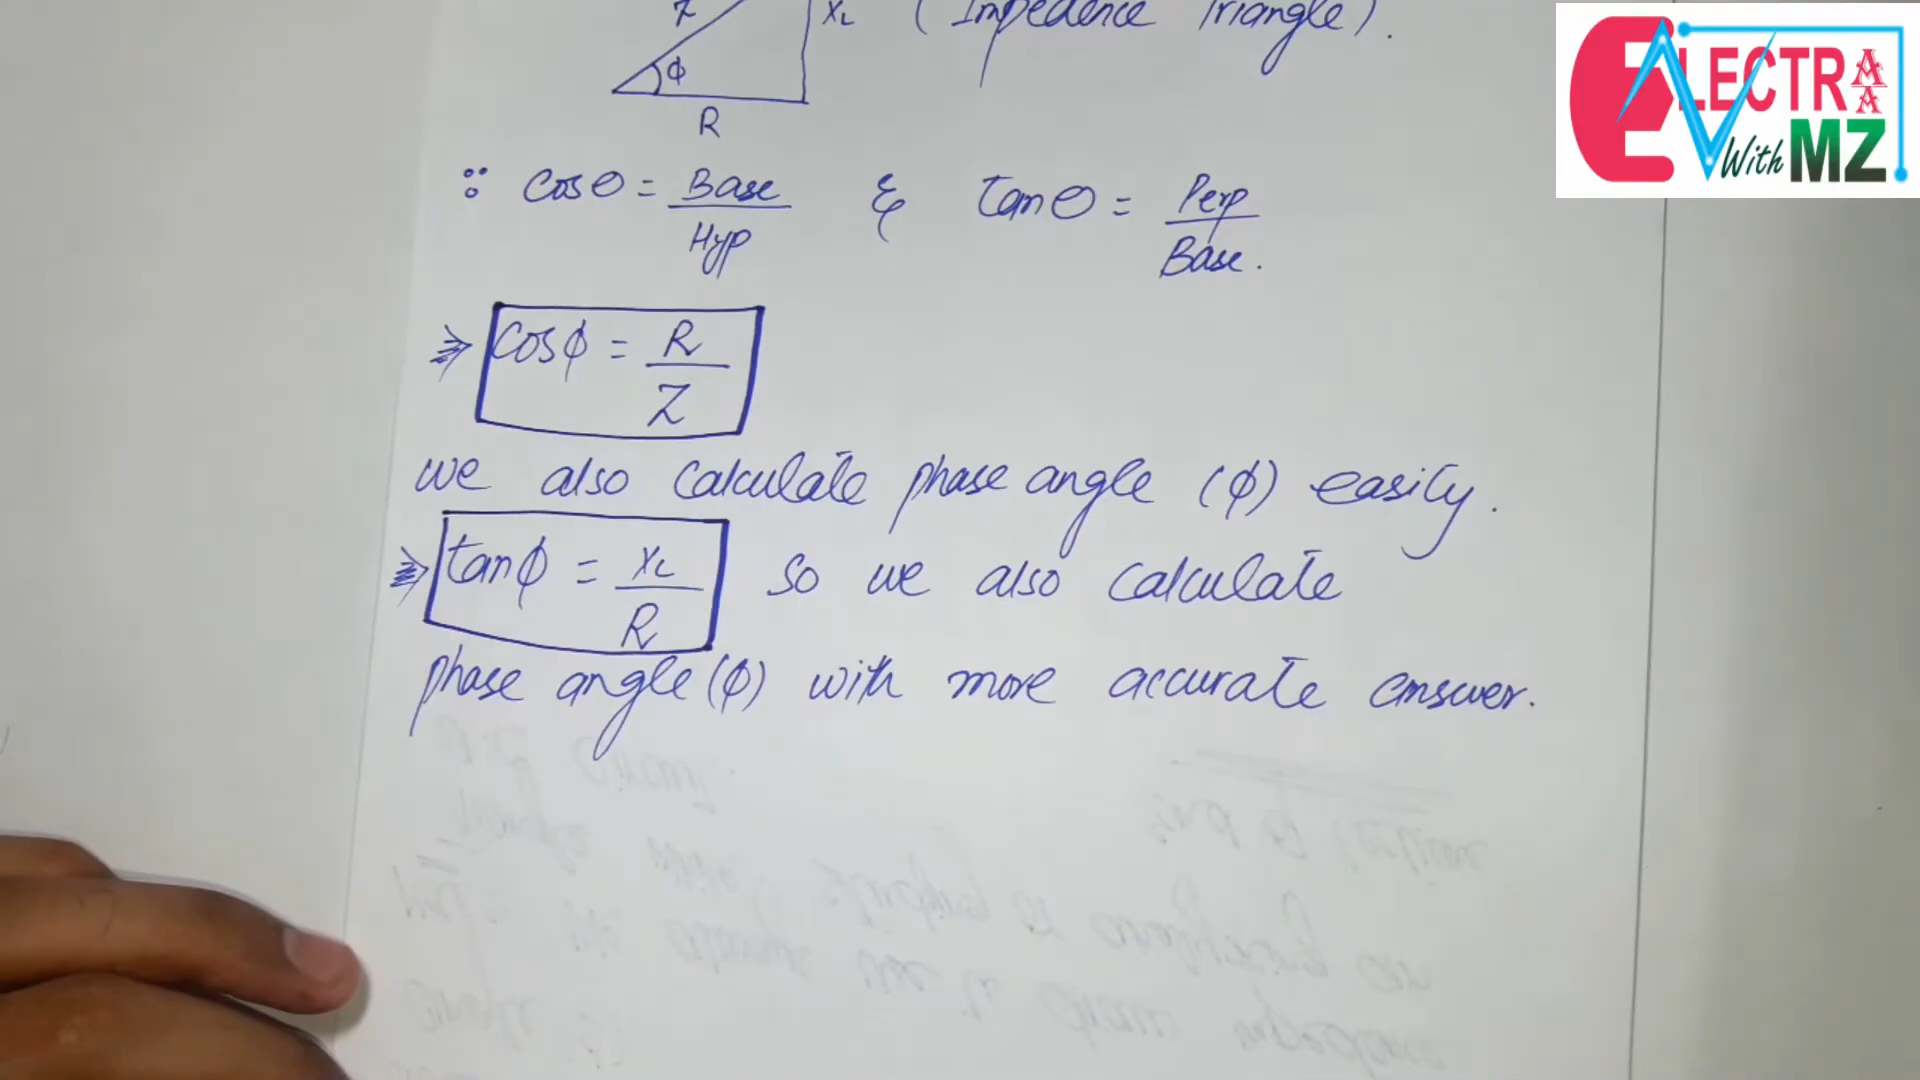 Z XL (Impedence Triangle).
φ
R
∵ Cosθ = Base/Hyp & tanθ = Perp/Base.
⇒ Cosφ = R/Z
we also calculate phase angle (φ) easily.
⇒ tanφ = XL/R so we also calculate
phase angle (φ) with more accurate answer.
ELECTRAAA
With MZ